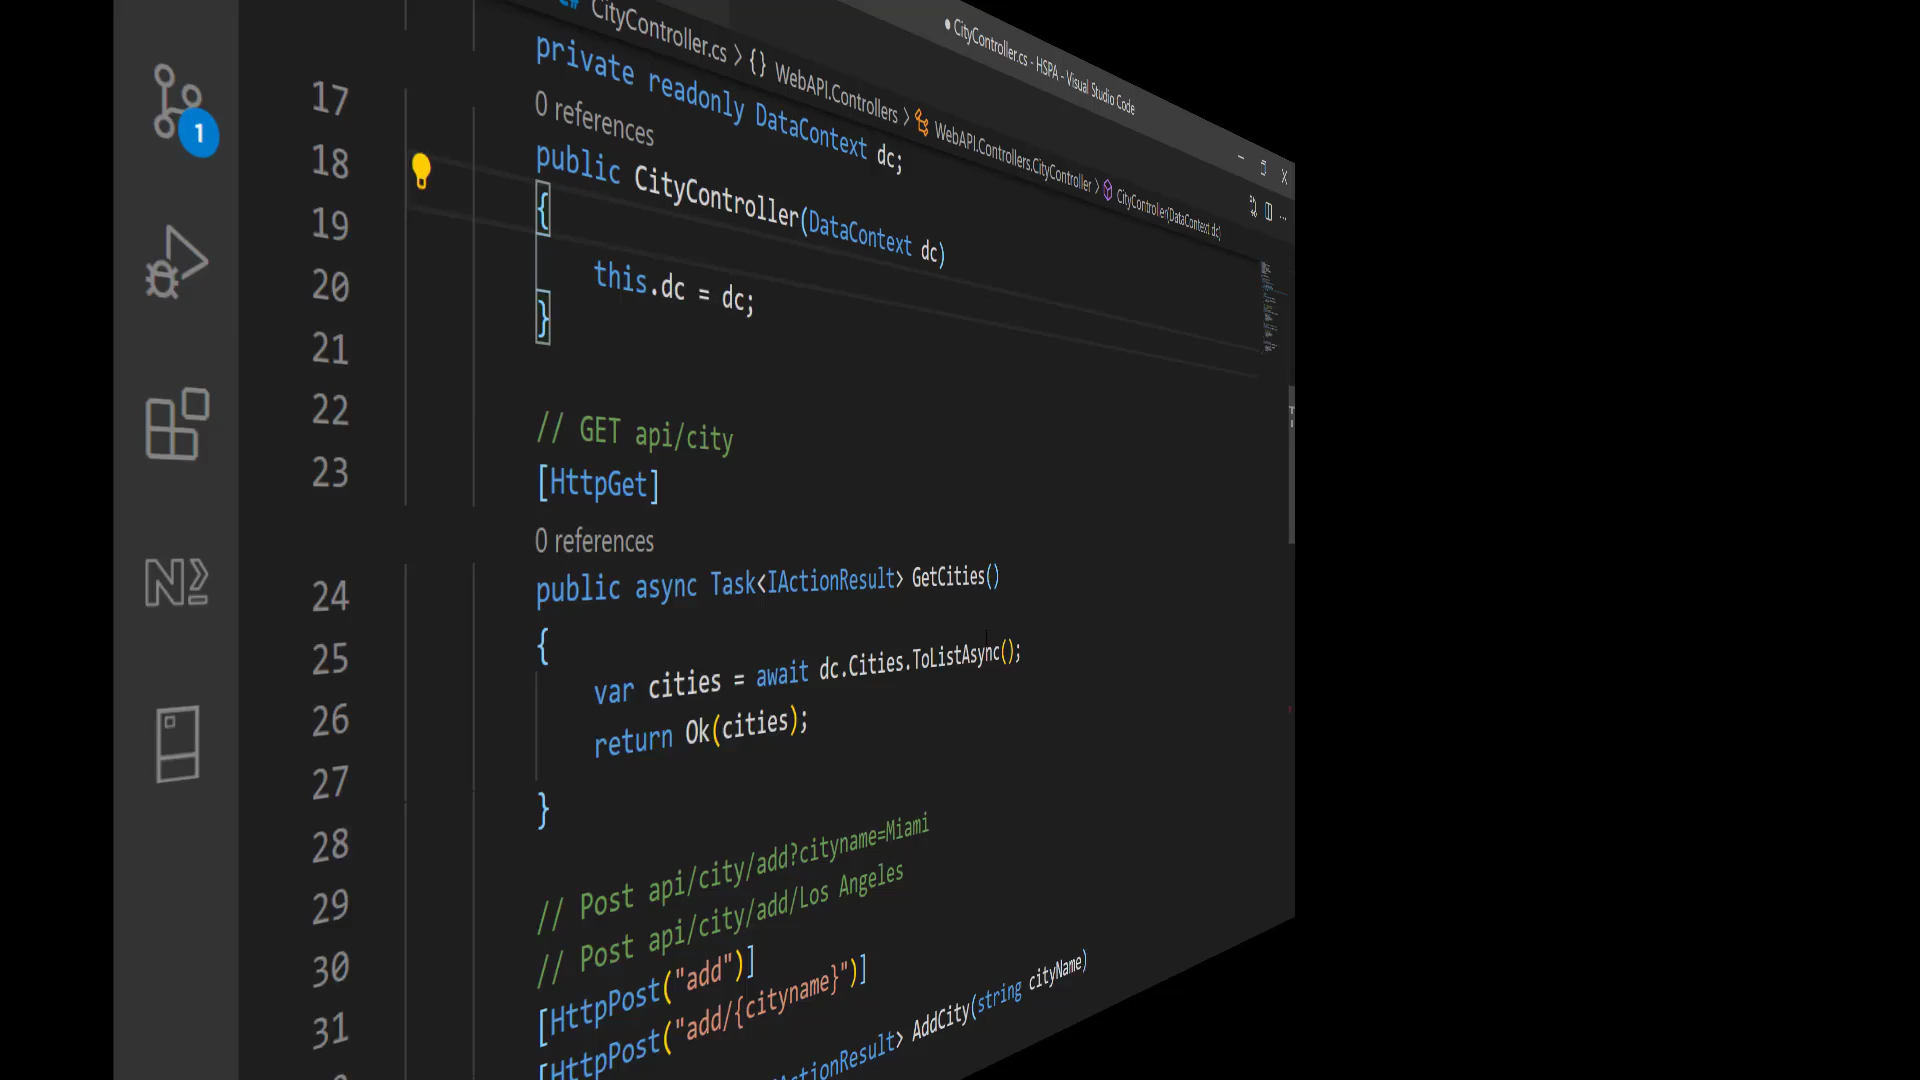 CityController.cs - HSPA - Visual Studio Code
CityController.cs > {} WebAPI.Controllers > WebAPI.Controllers.CityController > CityController(DataContext dc)
private readonly DataContext dc;
0 references
17 public CityController(DataContext dc)
18 {
19 this.dc = dc;
20 }
21
22 // GET api/city
23 [HttpGet]
0 references
24 public async Task<IActionResult> GetCities()
25 {
26 var cities = await dc.Cities.ToListAsync();
27 return Ok(cities);
28 }
29 // Post api/city/add?cityname=Miami
30 // Post api/city/add/Los Angeles
31 [HttpPost("add")]
[HttpPost("add/{cityname}")]
ActionResult> AddCity(string cityName)
1